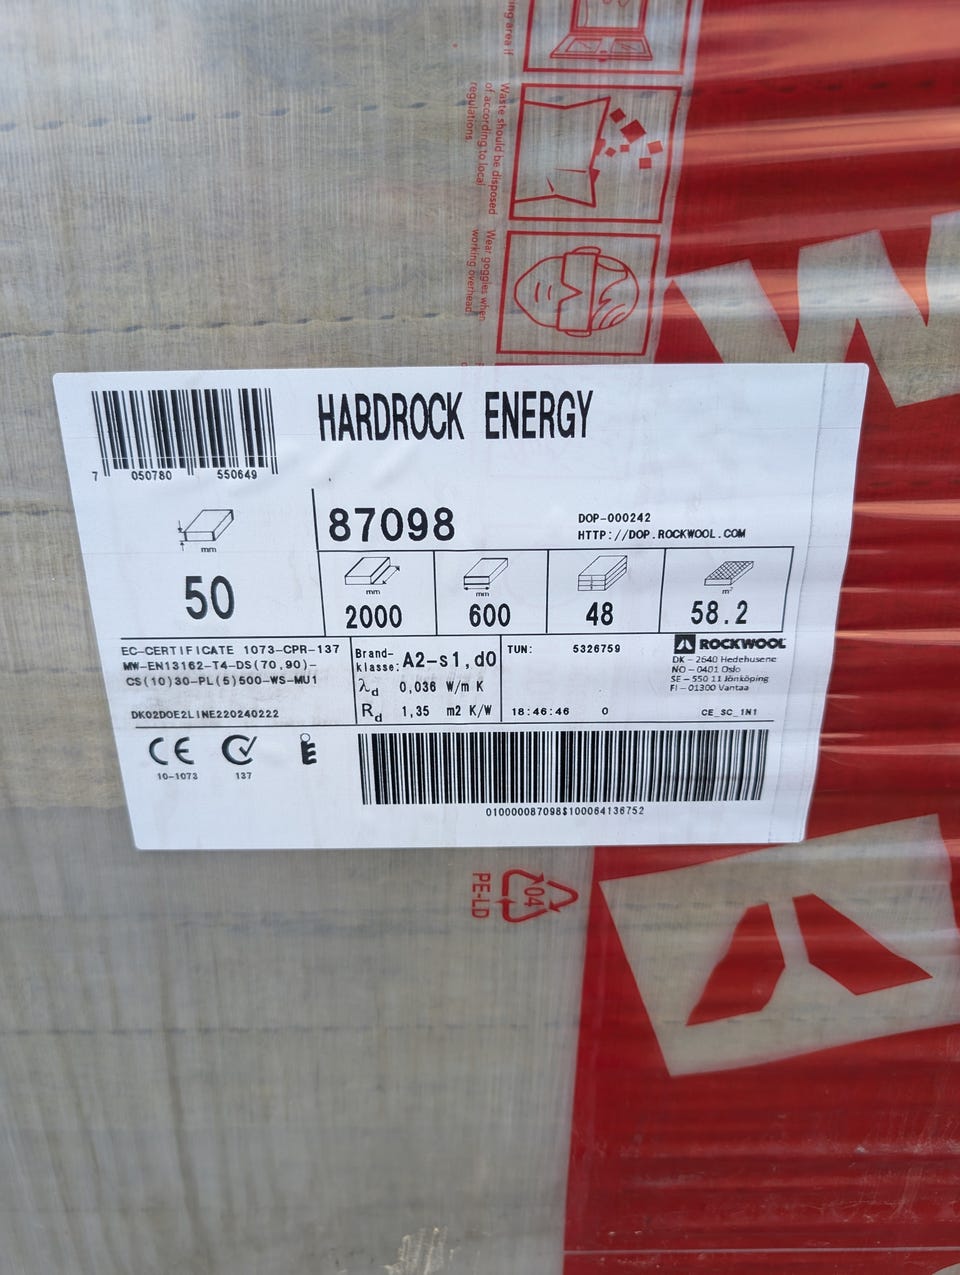 ing area if
Waste should be disposed
of according to local
regulations.
Wear goggles when
working overhead.
W
HARDROCK ENERGY
7 050780 550649
87098
DOP-000242
HTTP://DOP.ROCKWOOL.COM
mm
50
mm
2000
mm
600
48
m²
58.2
EC-CERTIFICATE 1073-CPR-137
MW-EN13162-T4-DS(70,90)-
CS(10)30-PL(5)500-WS-MU1
DK02DOE2LINE220240222
Brand-
klasse: A2-s1,d0
λd 0,036 W/m K
Rd 1,35 m2 K/W
TUN: 5326759
18:46:46 0
ROCKWOOL
DK - 2640 Hedehusene
NO - 0401 Oslo
SE - 550 11 Jönköping
FI - 01300 Vantaa
CE_SC_1N1
CE
10-1073
137
010000087098$100064136752
04
PE-LD